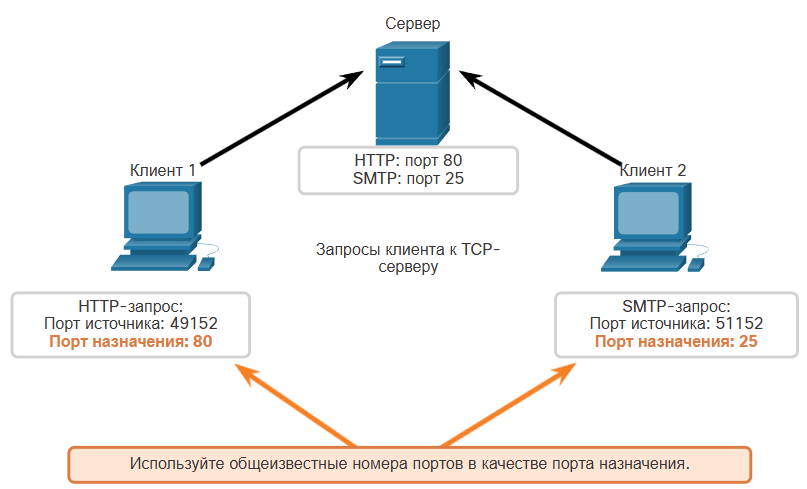 Сервер
HTTP: порт 80
SMTP: порт 25
Клиент 1
Клиент 2
Запросы клиента к TCP-
серверу
HTTP-запрос:
Порт источника: 49152
Порт назначения: 80
SMTP-запрос:
Порт источника: 51152
Порт назначения: 25
Используйте общеизвестные номера портов в качестве порта назначения.